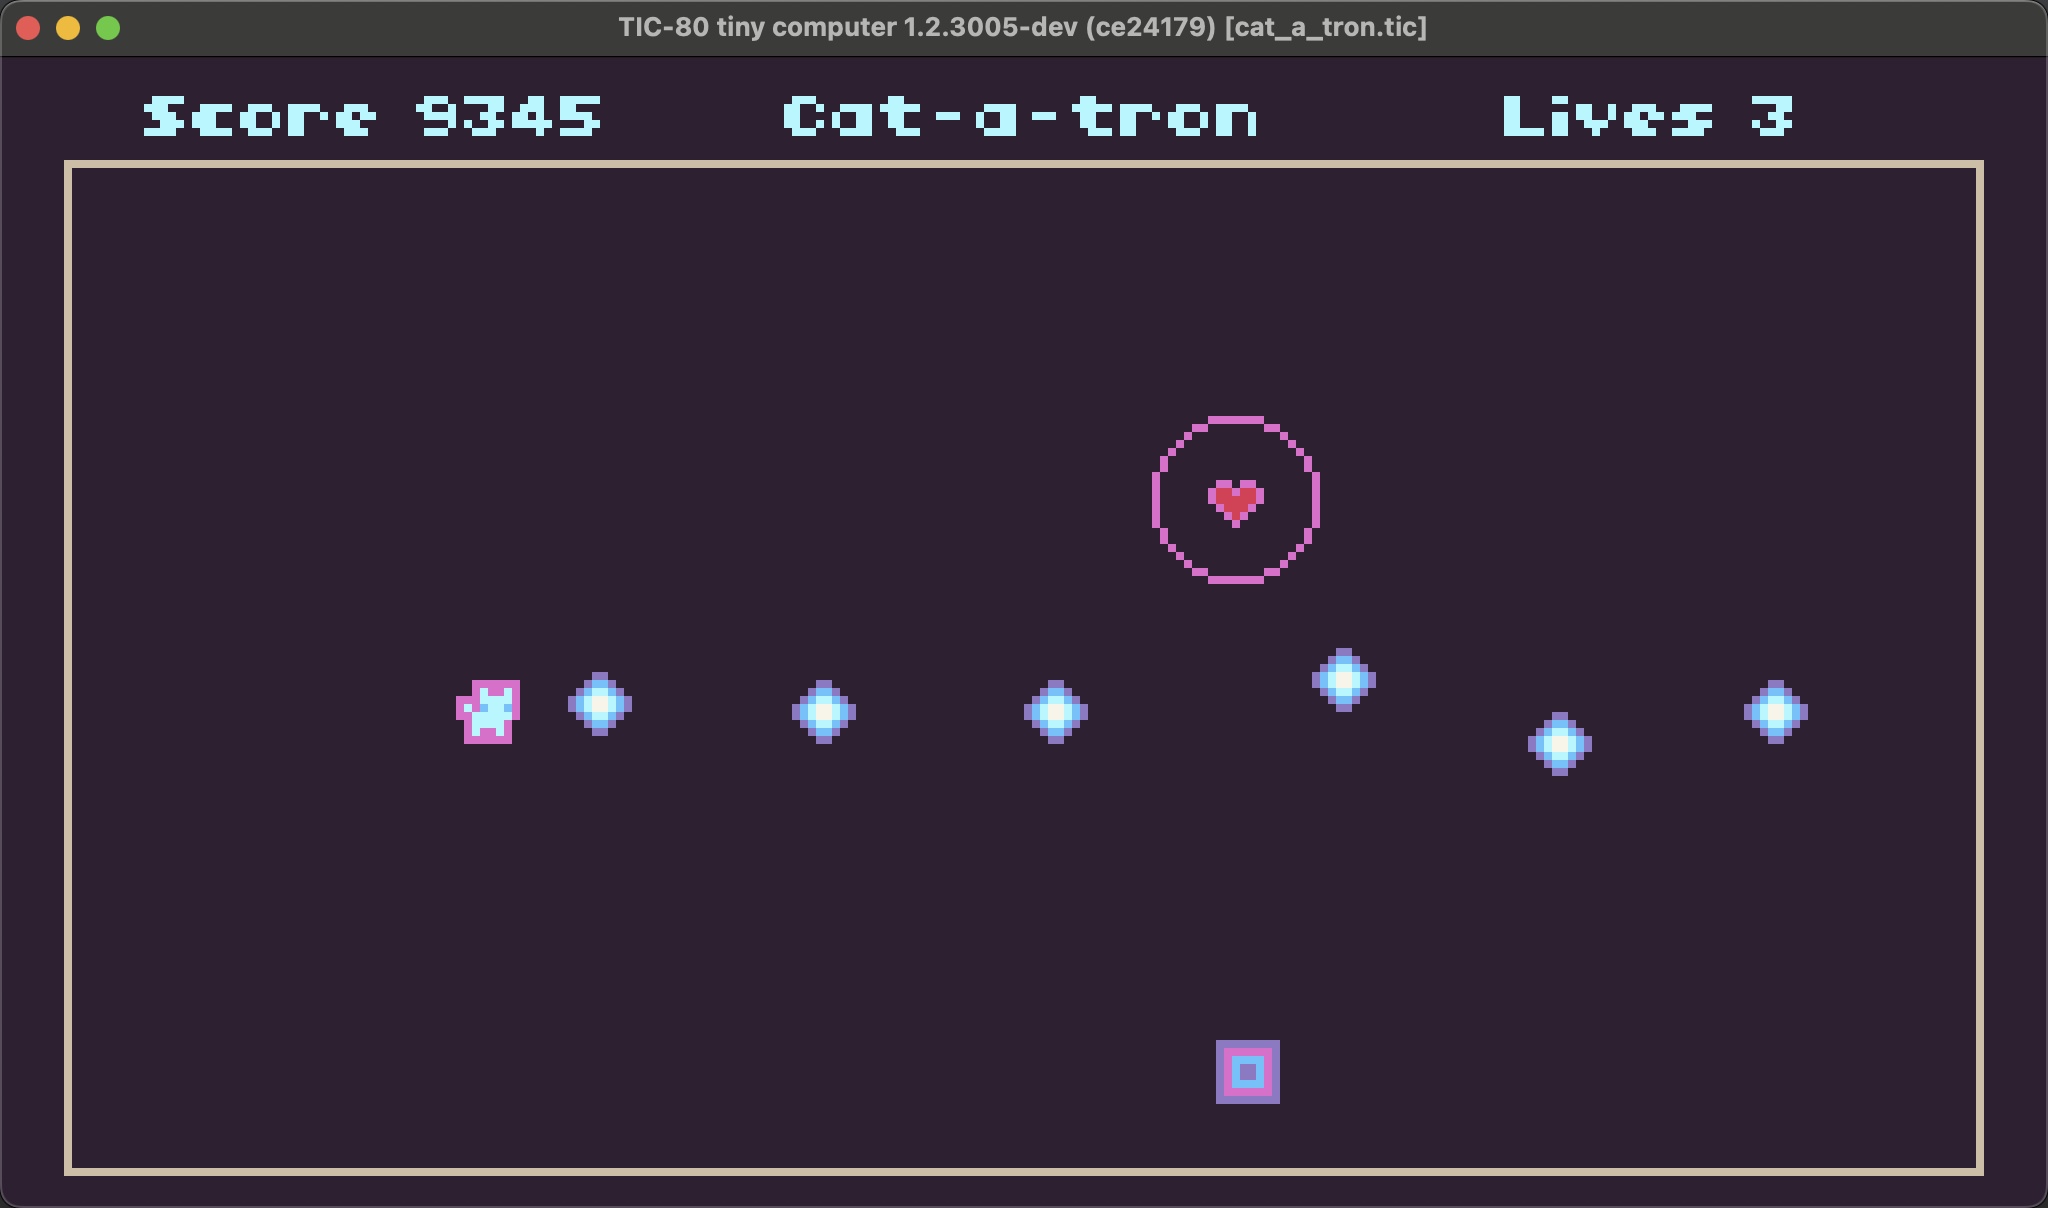 TIC-80 tiny computer 1.2.3005-dev (ce24179) [cat_a_tron.tic]
Score 9345 Cat-a-tron Lives 3